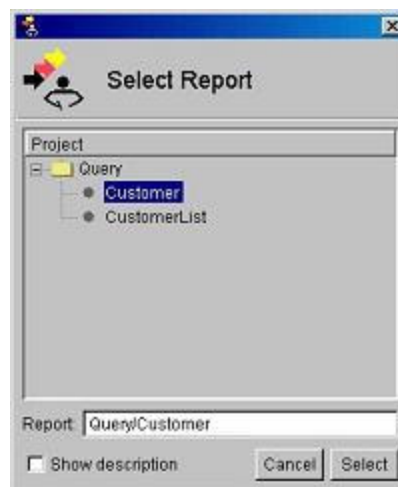 Select Report
Project
Query
Customer
CustomerList
Report: Query/Customer
Show description
Cancel Select